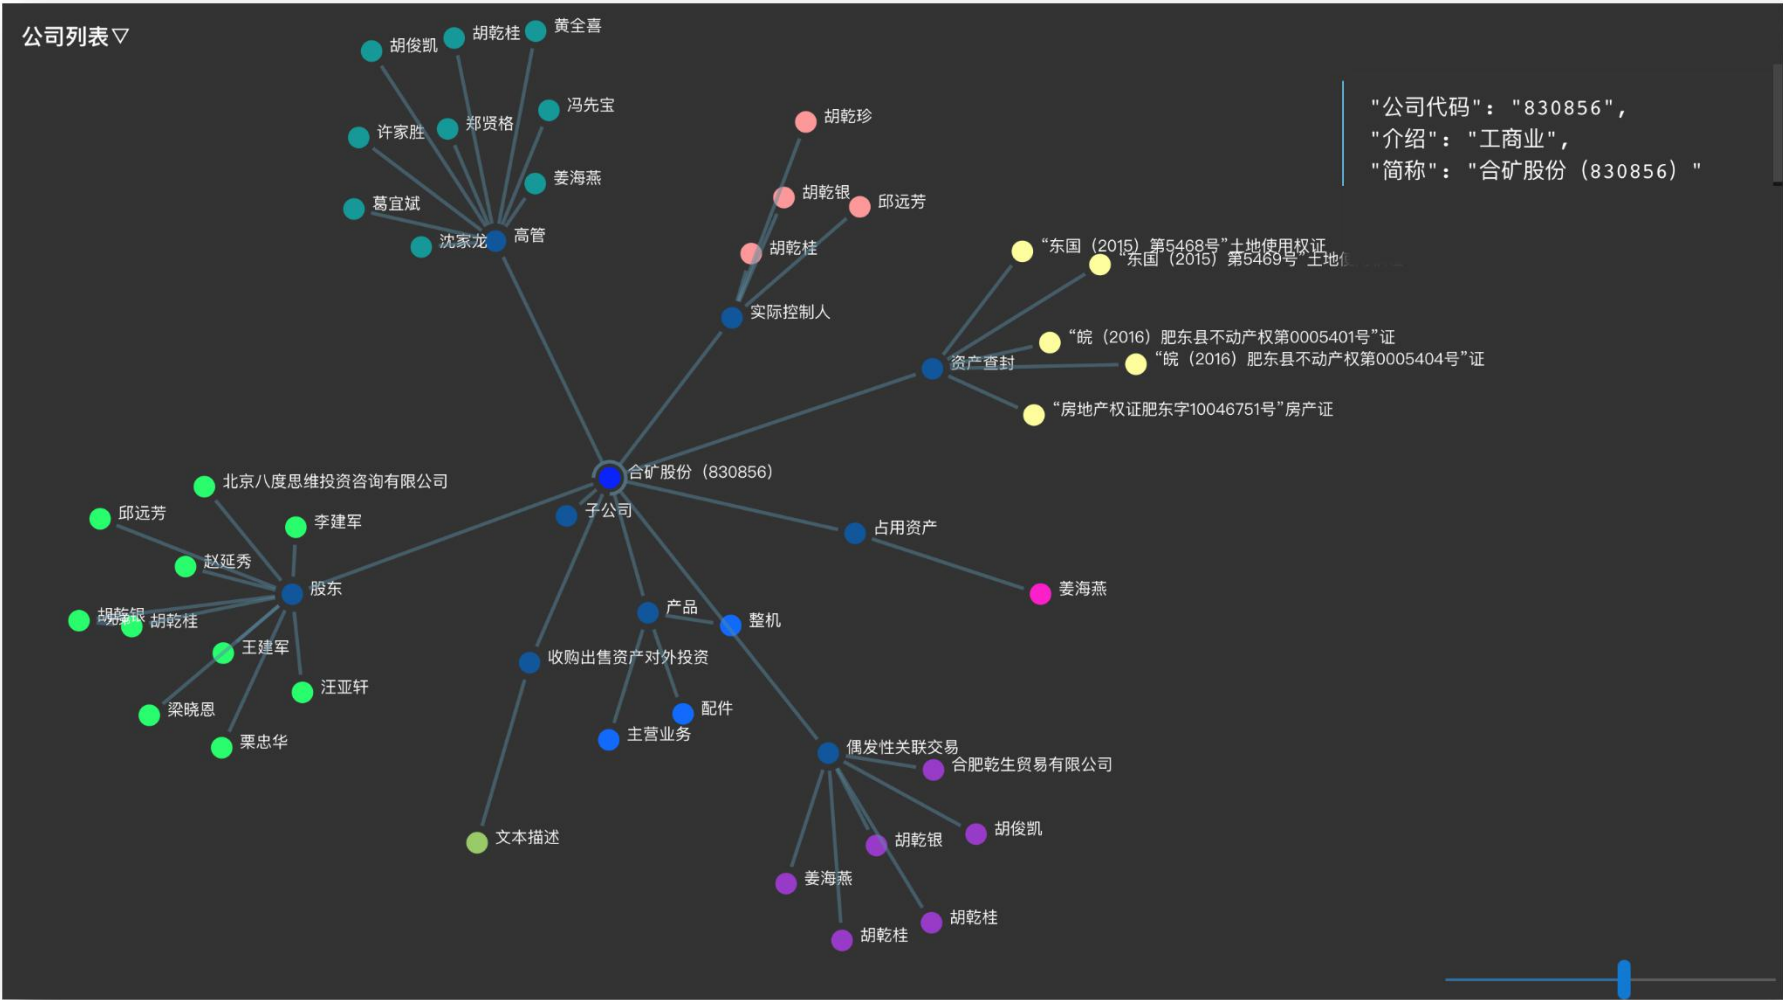 公司列表▽
"公司代码": "830856",
"介绍": "工商业",
"简称": "合矿股份（830856）"
黄全喜
胡乾桂
胡俊凯
冯先宝
郑贤格
许家胜
姜海燕
葛宜斌
沈家龙
高管
胡乾珍
胡乾银
邱远芳
胡乾桂
实际控制人
“东国（2015）第5468号”土地使用权证
“东国（2015）第5469号”土地
“皖（2016）肥东县不动产权第0005401号”证
“皖（2016）肥东县不动产权第0005404号”证
资产查封
“房地产权证肥东字10046751号”房产证
合矿股份（830856）
北京八度思维投资咨询有限公司
子公司
邱远芳
李建军
占用资产
赵延秀
股东
姜海燕
产品
胡乾银
胡乾桂
整机
王建军
收购出售资产对外投资
汪亚轩
梁晓恩
配件
主营业务
栗忠华
偶发性关联交易
合肥乾生贸易有限公司
胡俊凯
文本描述
胡乾银
姜海燕
胡乾桂
胡乾桂